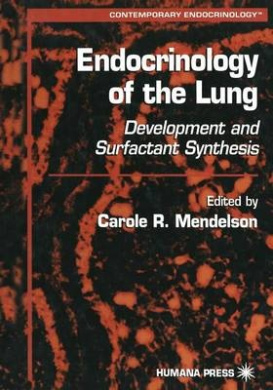 CONTEMPORARY ENDOCRINOLOGY™
Endocrinology
of the Lung
Development and
Surfactant Synthesis
Edited by
Carole R. Mendelson
HUMANA PRESS